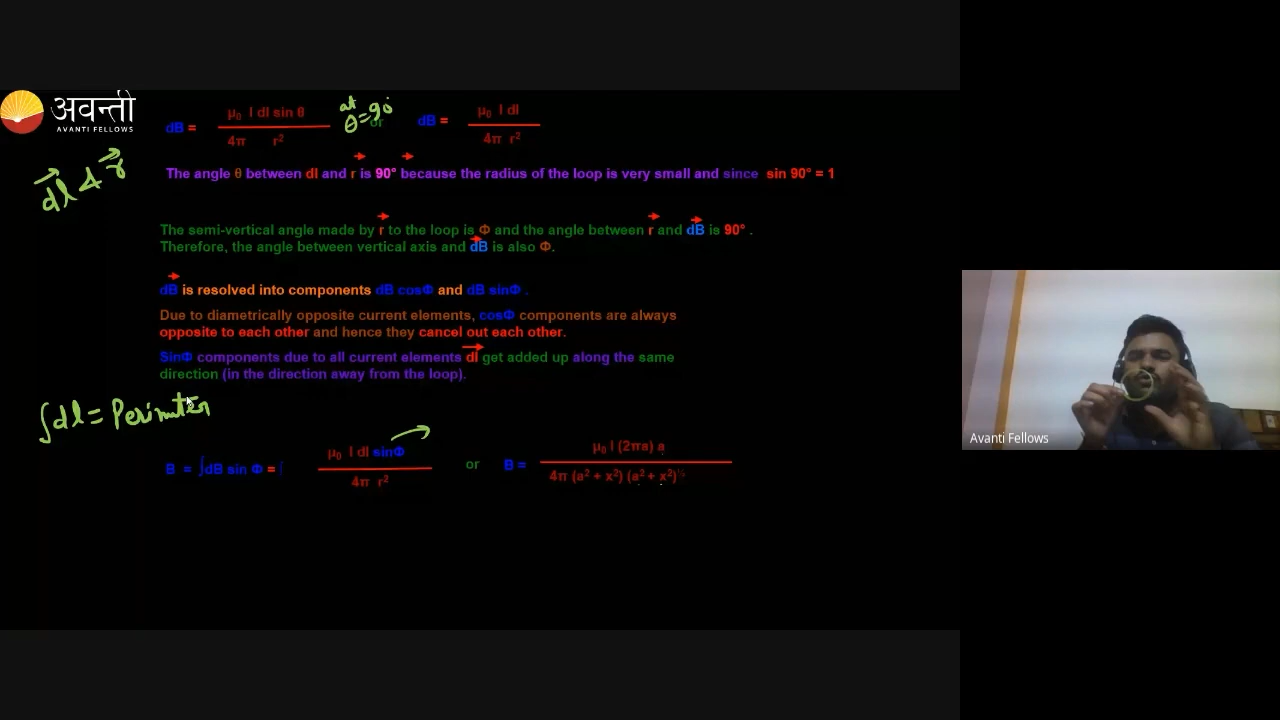 अवन्ती
AVANTI FELLOWS
dB = μ₀ I dl sin θ / 4π r²
at θ = 90°
or
dB = μ₀ I dl / 4π r²
dl & r
The angle θ between dl and r is 90° because the radius of the loop is very small and since sin 90° = 1
The semi-vertical angle made by r to the loop is Φ and the angle between r and dB is 90° .
Therefore, the angle between vertical axis and dB is also Φ.
dB is resolved into components dB cosΦ and dB sinΦ .
Due to diametrically opposite current elements, cosΦ components are always
opposite to each other and hence they cancel out each other.
SinΦ components due to all current elements dl get added up along the same
direction (in the direction away from the loop).
∫dl = Perimeter
B = ∫dB sin Φ = ∫ μ₀ I dl sinΦ / 4π r² or B = μ₀ I (2πa) a / 4π (a² + x²) (a² + x²)½
Avanti Fellows